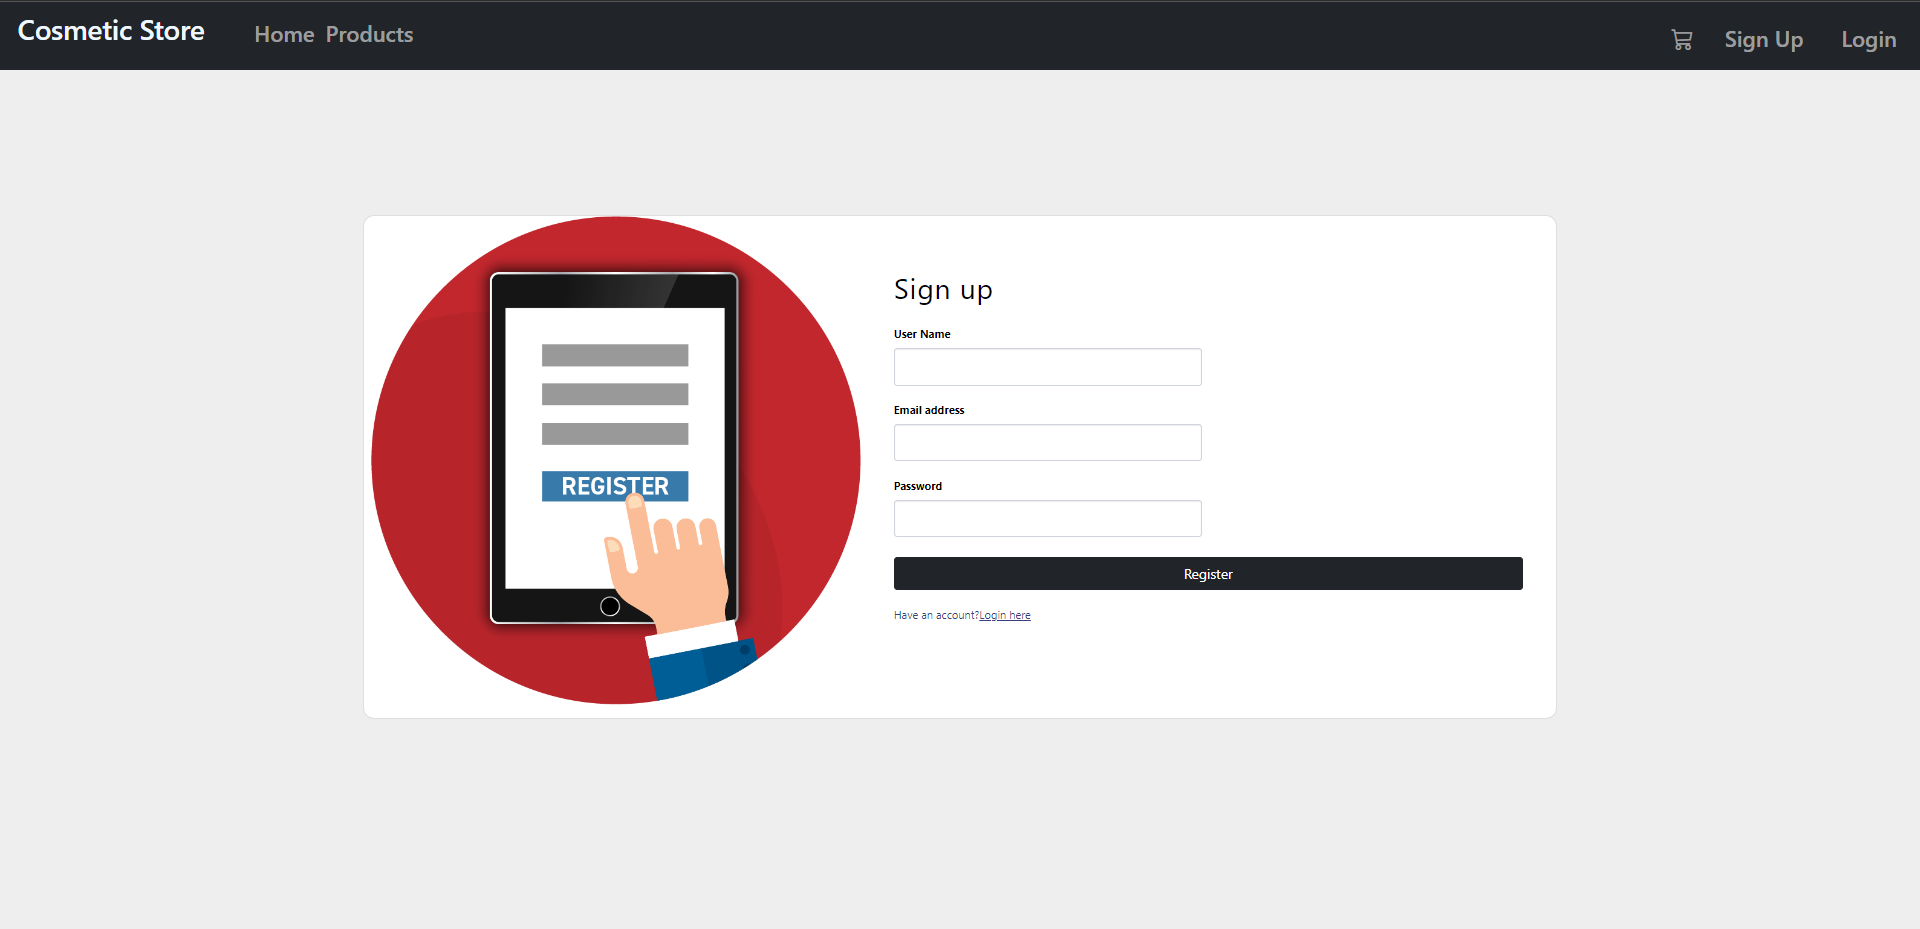 Cosmetic Store Home Products Sign Up Login
REGISTER
Sign up
User Name
Email address
Password
Register
Have an account?Login here